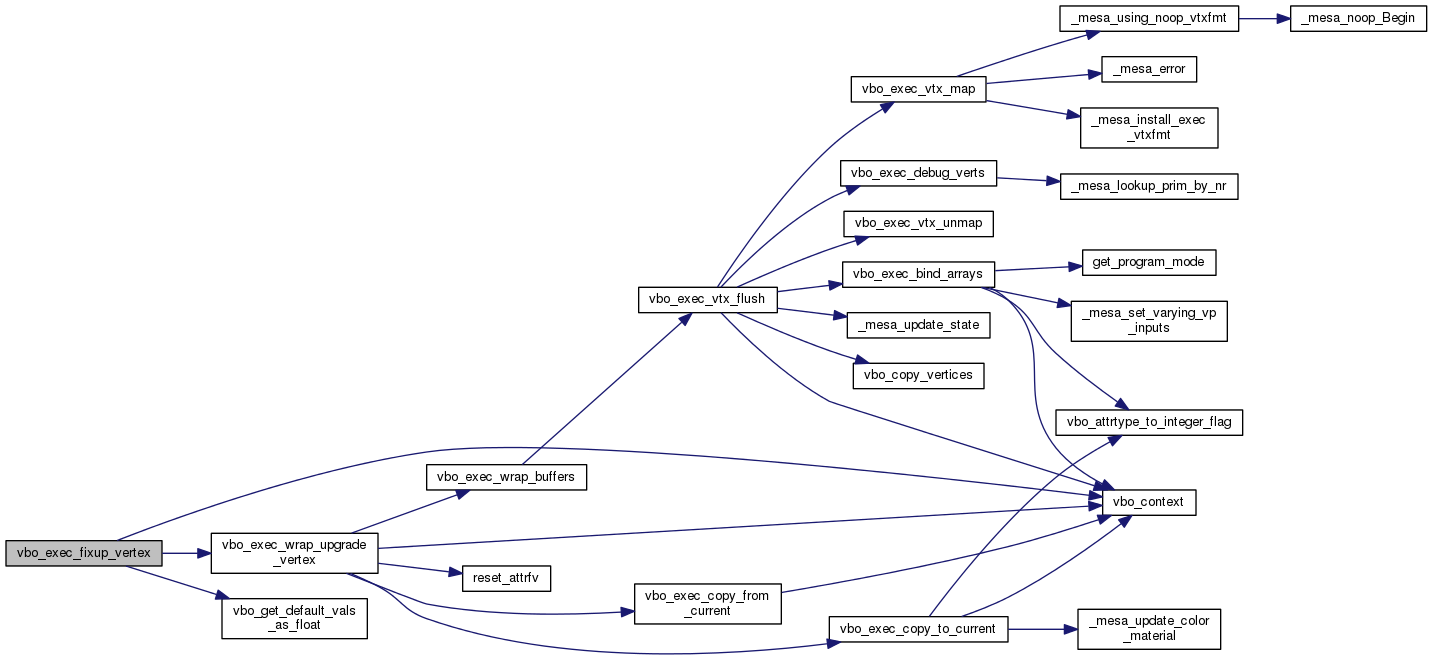 _mesa_using_noop_vtxfmt
_mesa_noop_Begin
_mesa_error
vbo_exec_vtx_map
_mesa_install_exec
_vtxfmt
vbo_exec_debug_verts
_mesa_lookup_prim_by_nr
vbo_exec_vtx_unmap
vbo_exec_bind_arrays
get_program_mode
vbo_exec_vtx_flush
_mesa_set_varying_vp
_inputs
_mesa_update_state
vbo_copy_vertices
vbo_attrtype_to_integer_flag
vbo_exec_wrap_buffers
vbo_context
vbo_exec_fixup_vertex
vbo_exec_wrap_upgrade
_vertex
reset_attrfv
vbo_get_default_vals
_as_float
vbo_exec_copy_from
_current
vbo_exec_copy_to_current
_mesa_update_color
_material